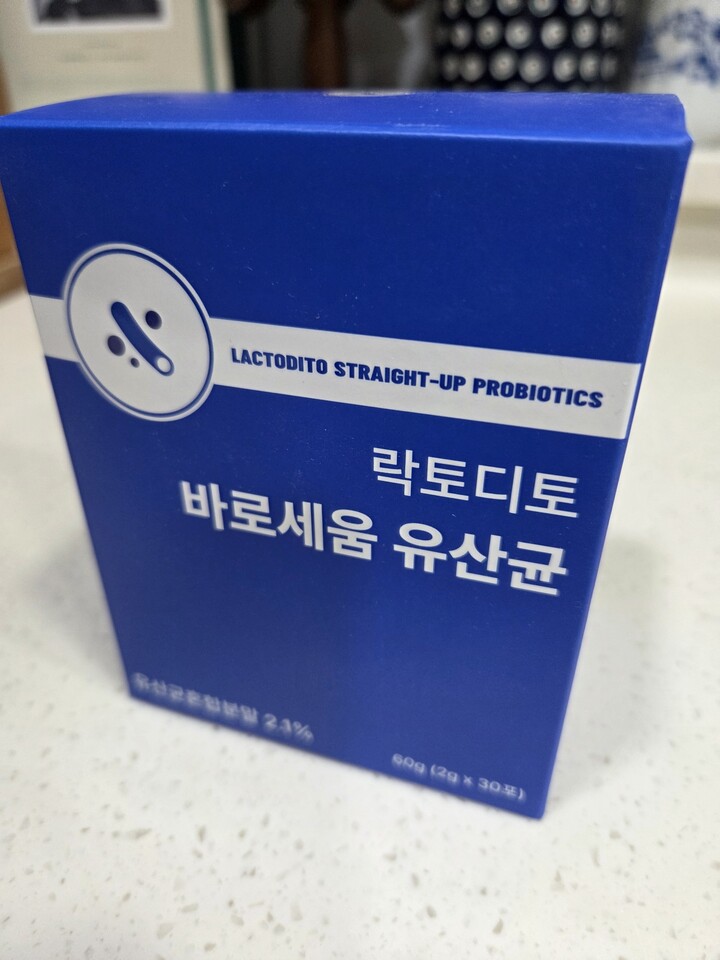 LACTODITO STRAIGHT-UP PROBIOTICS
락토디토
바로세움 유산균
유산균혼합분말 2.1%
60g (2g x 30포)